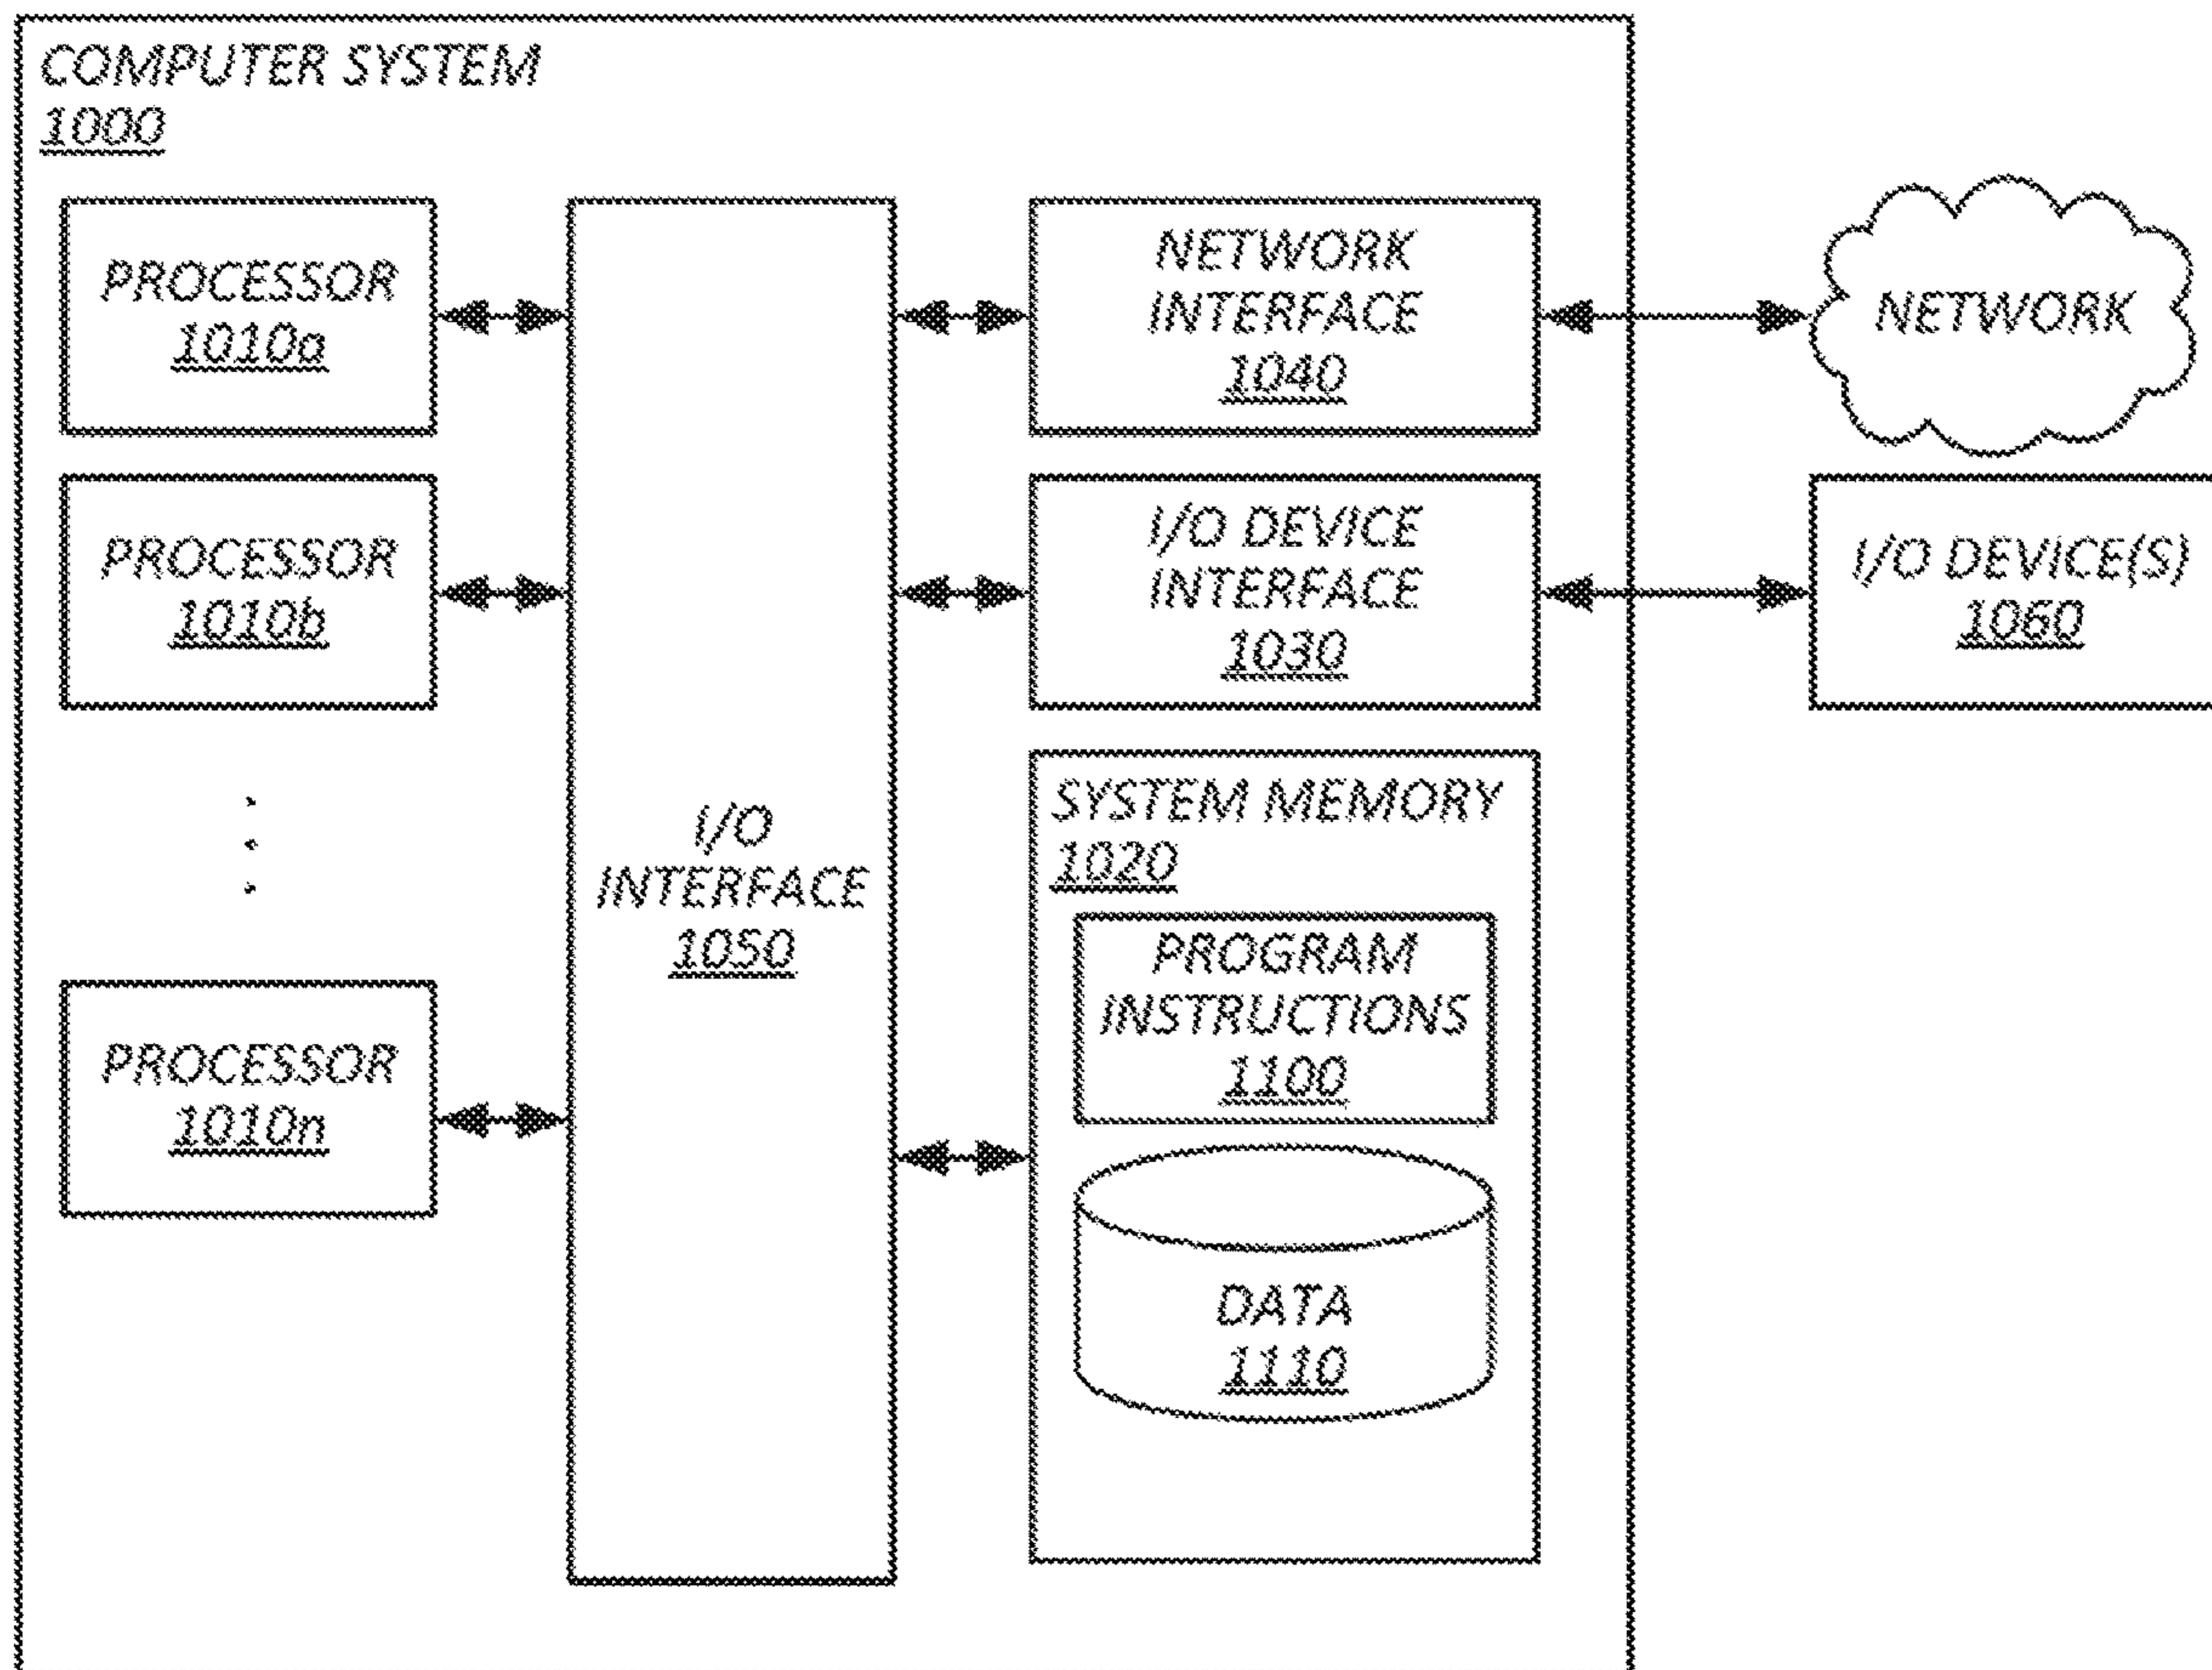 COMPUTER SYSTEM
1000
PROCESSOR
1010a
PROCESSOR
1010b
PROCESSOR
1010n
I/O
INTERFACE
1050
NETWORK
INTERFACE
1040
I/O DEVICE
INTERFACE
1030
SYSTEM MEMORY
1020
PROGRAM
INSTRUCTIONS
1100
DATA
1110
NETWORK
I/O DEVICE(S)
1060